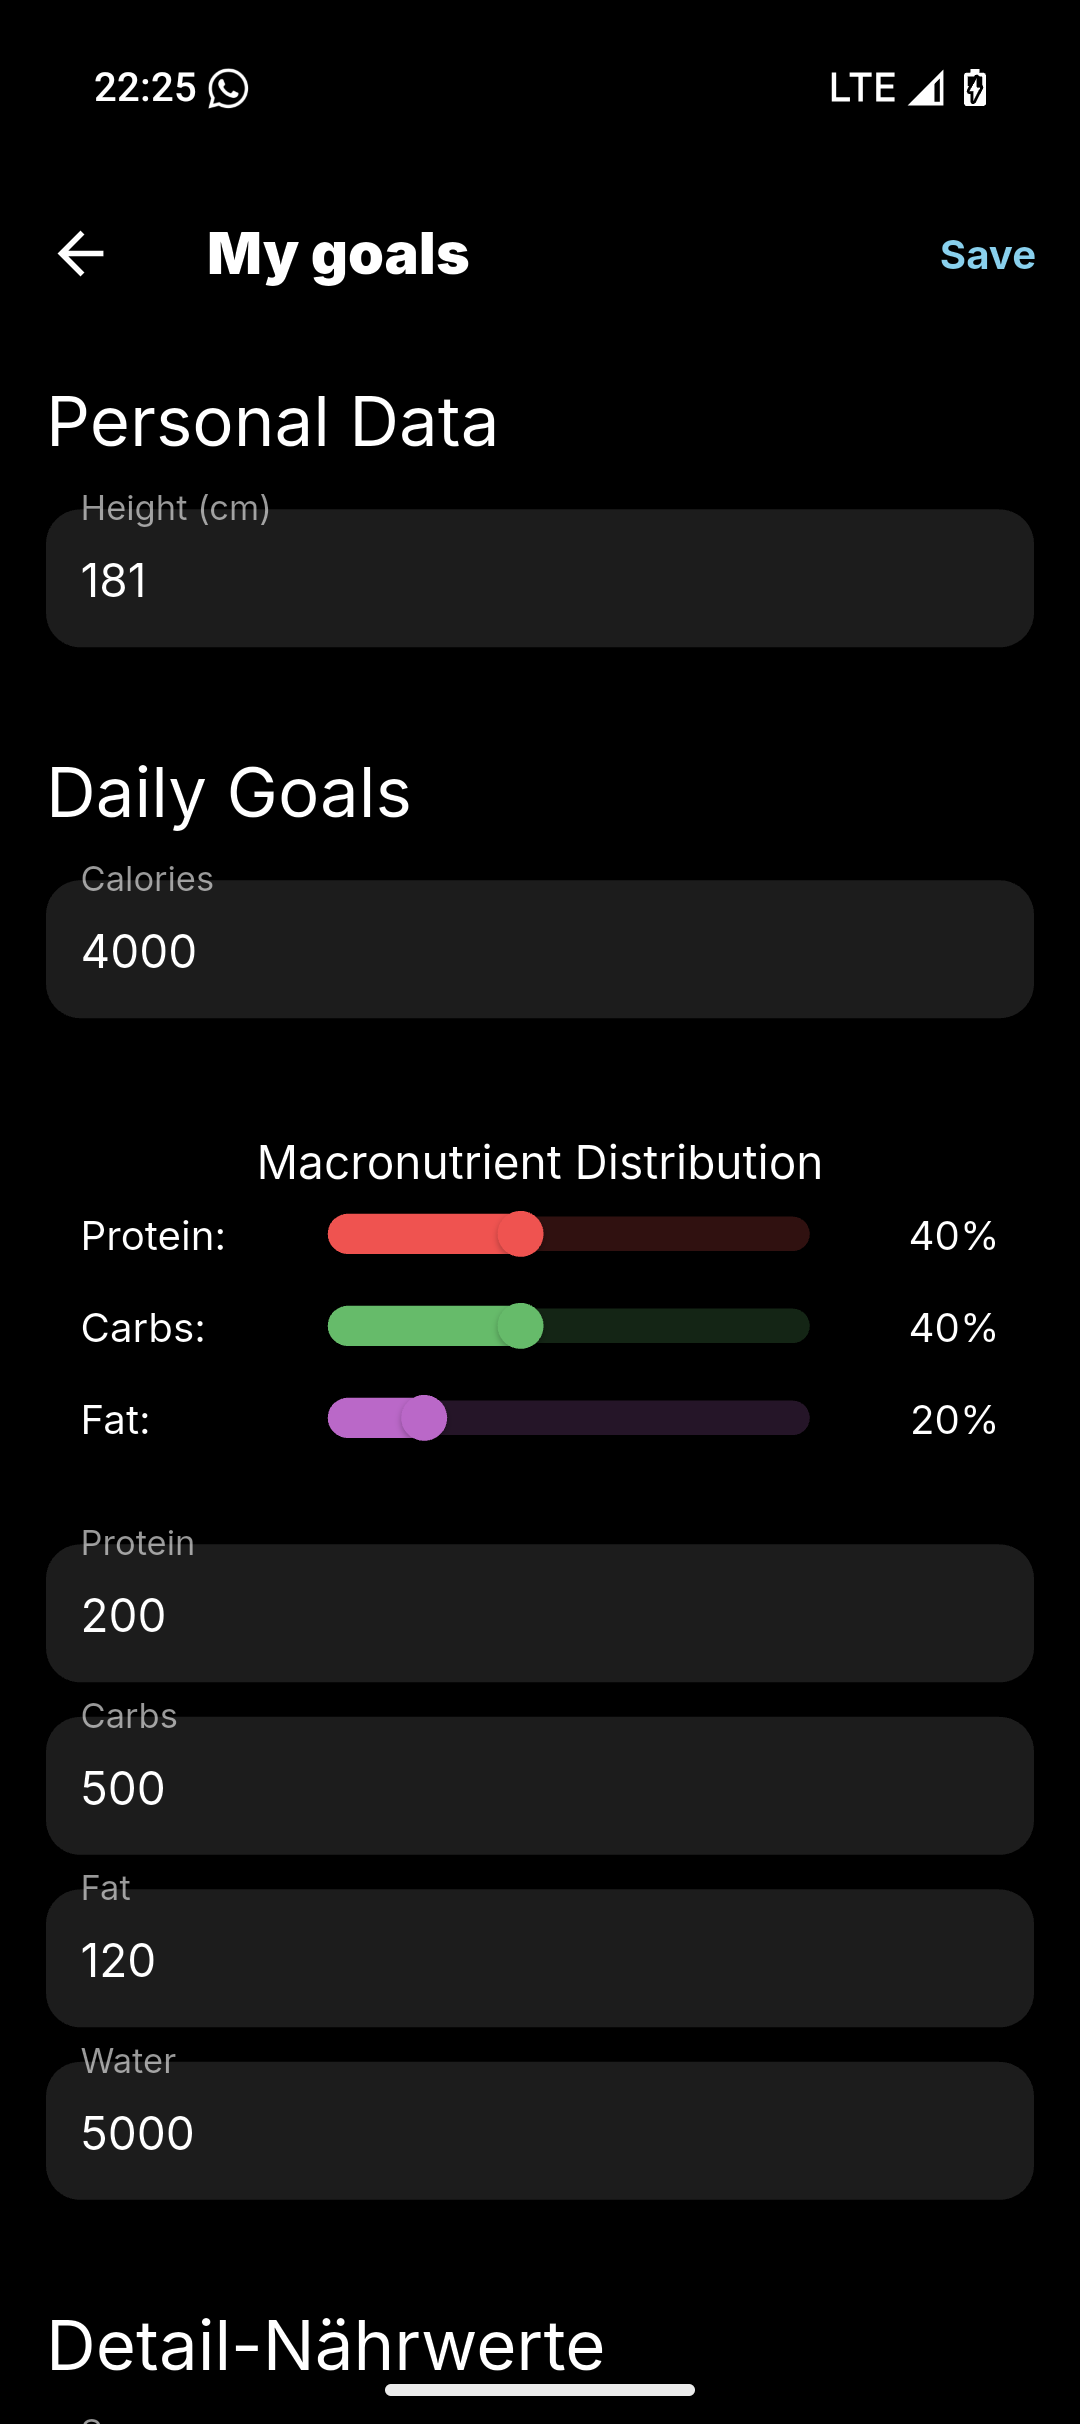 22:25 LTE
My goals Save
Personal Data
Height (cm)
181
Daily Goals
Calories
4000
Macronutrient Distribution
Protein: 40%
Carbs: 40%
Fat: 20%
Protein
200
Carbs
500
Fat
120
Water
5000
Detail-Nährwerte